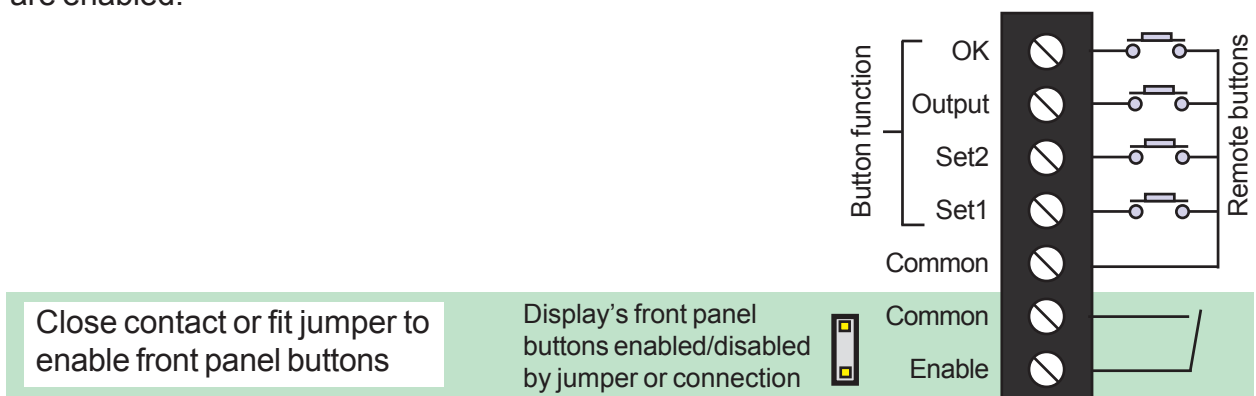 are enabled.
Button function
OK
Output
Set2
Set1
Common
Remote buttons
Close contact or fit jumper to
enable front panel buttons
Display's front panel
buttons enabled/disabled
by jumper or connection
Common
Enable